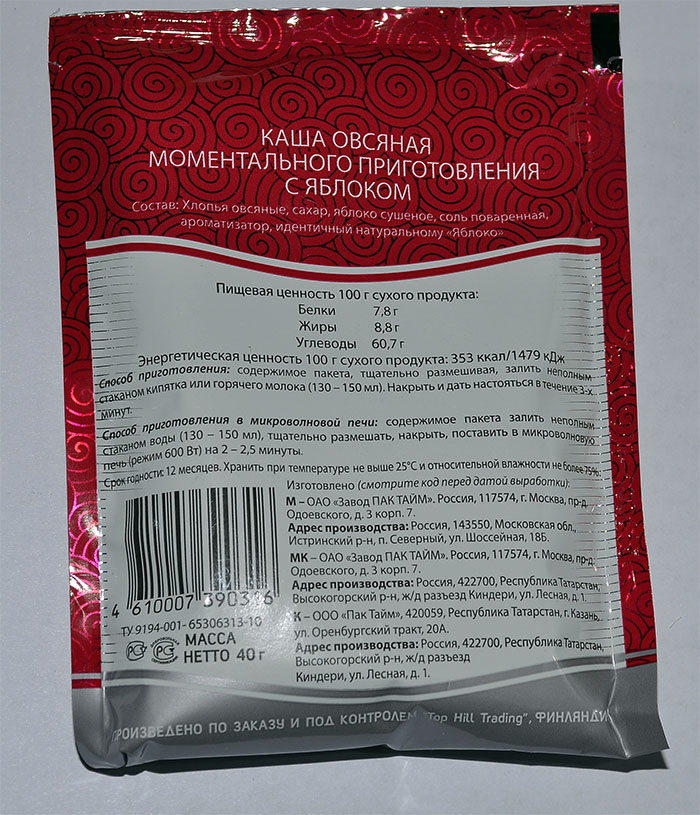 КАША ОВСЯНАЯ
МОМЕНТАЛЬНОГО ПРИГОТОВЛЕНИЯ
С ЯБЛОКОМ
Состав: Хлопья овсяные, сахар, яблоко сушеное, соль поваренная,
ароматизатор, идентичный натуральному «Яблоко»
Пищевая ценность 100 г сухого продукта:
Белки 7,8 г
Жиры 8,8 г
Углеводы 60,7 г
Энергетическая ценность 100 г сухого продукта: 353 ккал/1479 кДж
Способ приготовления: содержимое пакета, тщательно размешивая, залить неполным
стаканом кипятка или горячего молока (130 – 150 мл). Накрыть и дать настояться в течение 3-х
минут.
Способ приготовления в микроволновой печи: содержимое пакета залить неполным
стаканом воды (130 – 150 мл), тщательно размешать, накрыть, поставить в микроволновую
печь (режим 600 Вт) на 2 – 2,5 минуты.
Срок годности: 12 месяцев. Хранить при температуре не выше 25°С и относительной влажности не более 75%.
Изготовлено (смотрите код перед датой выработки):
М – ОАО «Завод ПАК ТАЙМ». Россия, 117574, г. Москва, пр-д.
Одоевского, д. 3 корп. 7.
Адрес производства: Россия, 143550, Московская обл.,
Истринский р-н, п. Северный, ул. Шоссейная, 18Б.
МК – ОАО «Завод ПАК ТАЙМ». Россия, 117574, г. Москва, пр-д.
Одоевского, д. 3 корп. 7.
Адрес производства: Россия, 422700, Республика Татарстан,
Высокогорский р-н, ж/д разъезд Киндери, ул. Лесная, д. 1.
К – ООО «Пак Тайм», 420059, Республика Татарстан, г. Казань,
ул. Оренбургский тракт, 20А.
Адрес производства: Россия, 422700, Республика Татарстан,
Высокогорский р-н, ж/д разъезд
Киндери, ул. Лесная, д. 1.
4 610007 390316
ТУ 9194-001- 65306313-10
РСТ РСТ МАССА
НЕТТО 40 г
ПРОИЗВЕДЕНО ПО ЗАКАЗУ И ПОД КОНТРОЛЕМ "Top Hill Trading", ФИНЛЯНДИ